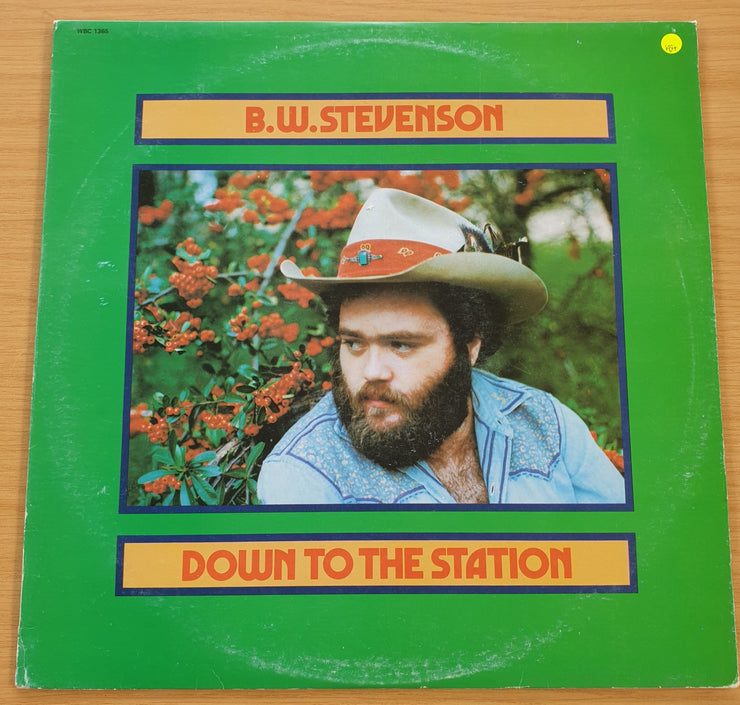 WBC 1365
B.W.STEVENSON
DOWN TO THE STATION